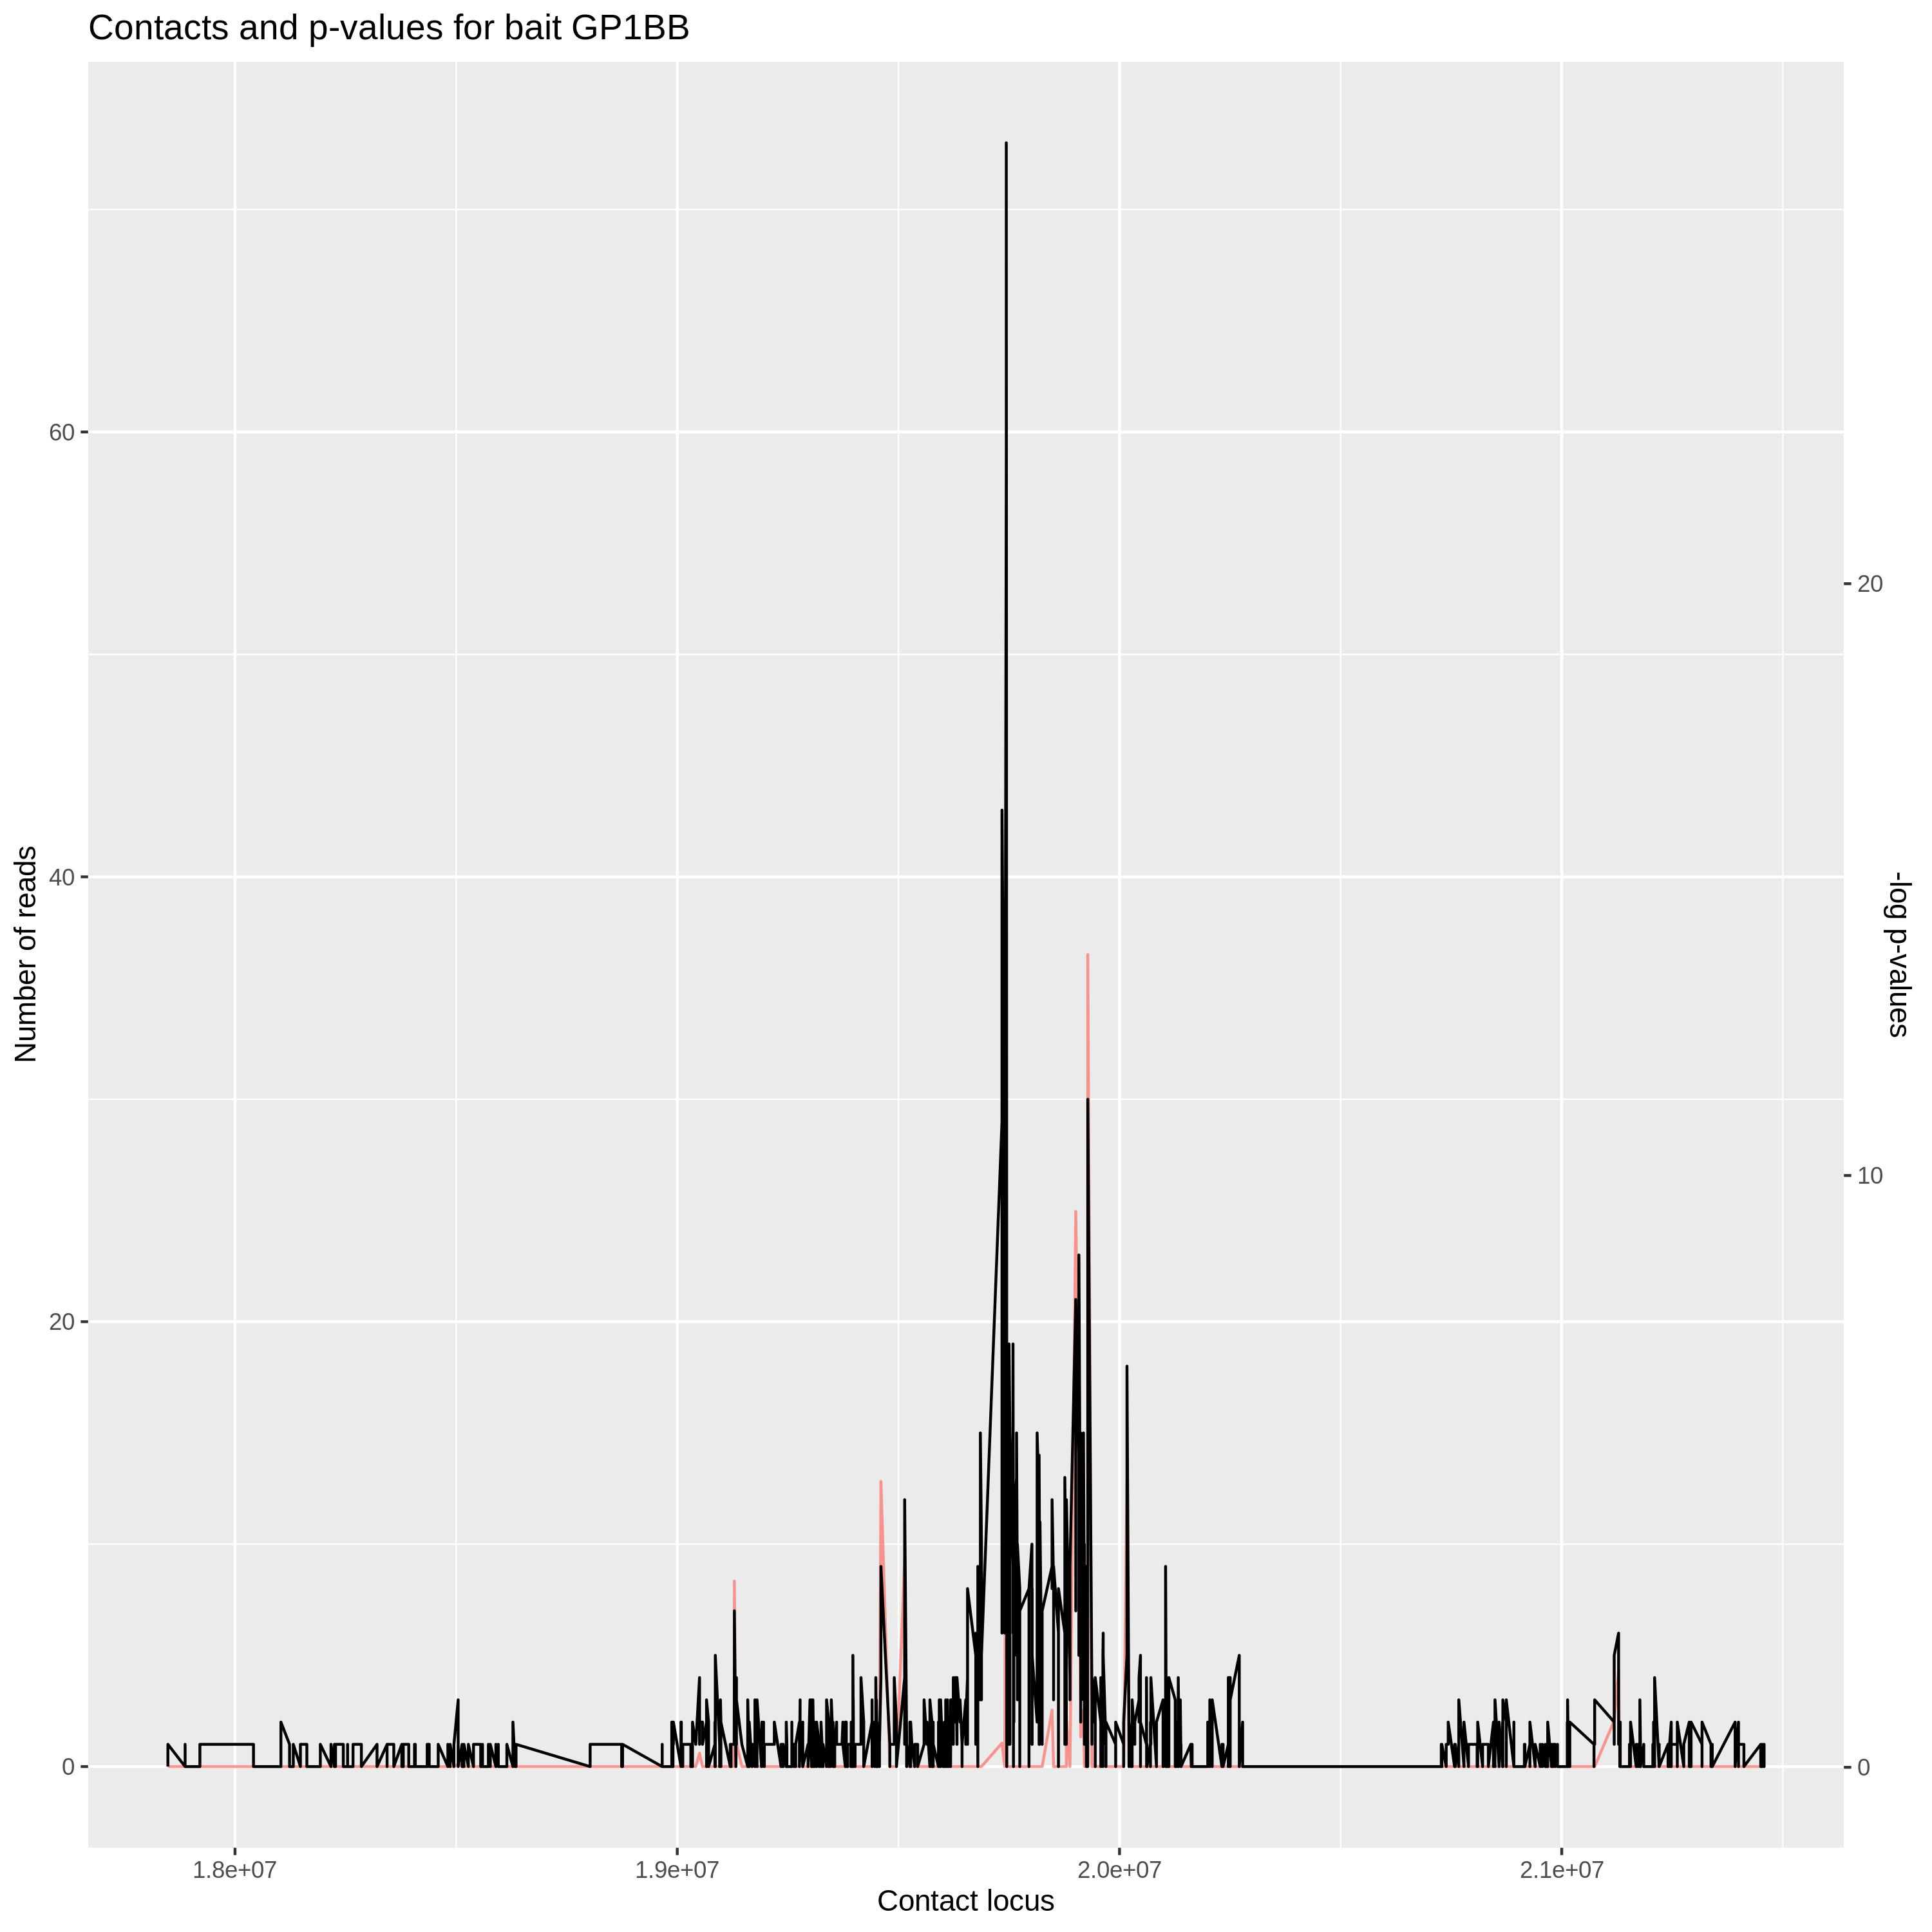 Contacts and p-values for bait GP1BB
60
40
20
0
20
10
0
Number of reads
-log p-values
1.8e+07
1.9e+07
2.0e+07
2.1e+07
Contact locus